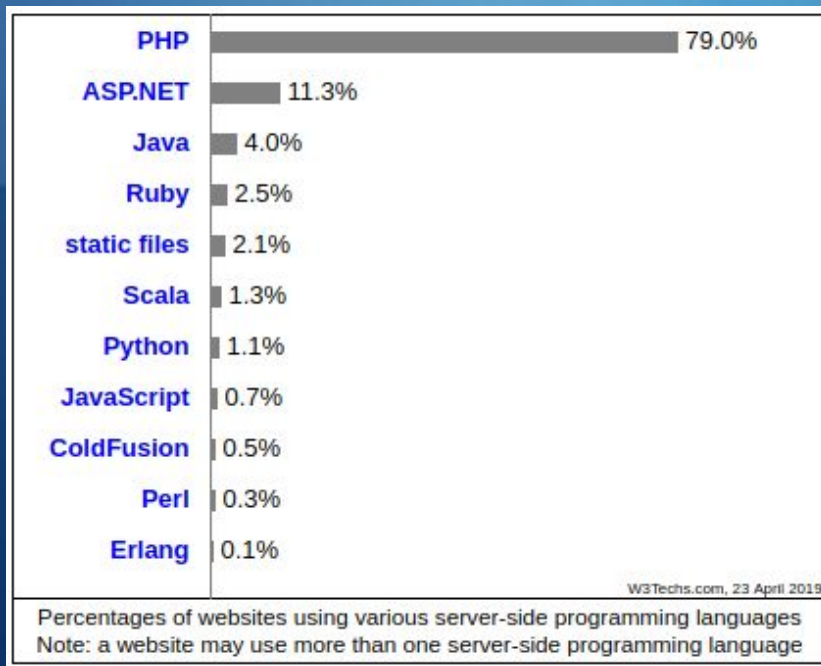 PHP 79.0%
ASP.NET 11.3%
Java 4.0%
Ruby 2.5%
static files 2.1%
Scala 1.3%
Python 1.1%
JavaScript 0.7%
ColdFusion 0.5%
Perl 0.3%
Erlang 0.1%
W3Techs.com, 23 April 2019
Percentages of websites using various server-side programming languages
Note: a website may use more than one server-side programming language